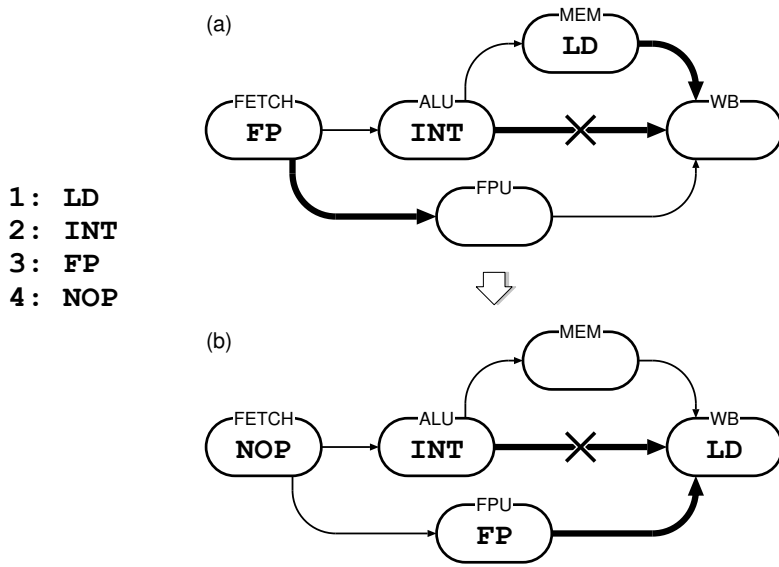 (a)
MEM
LD
FETCH
FP
ALU
INT
WB
FPU
1: LD
2: INT
3: FP
4: NOP
(b)
MEM
FETCH
NOP
ALU
INT
WB
LD
FPU
FP